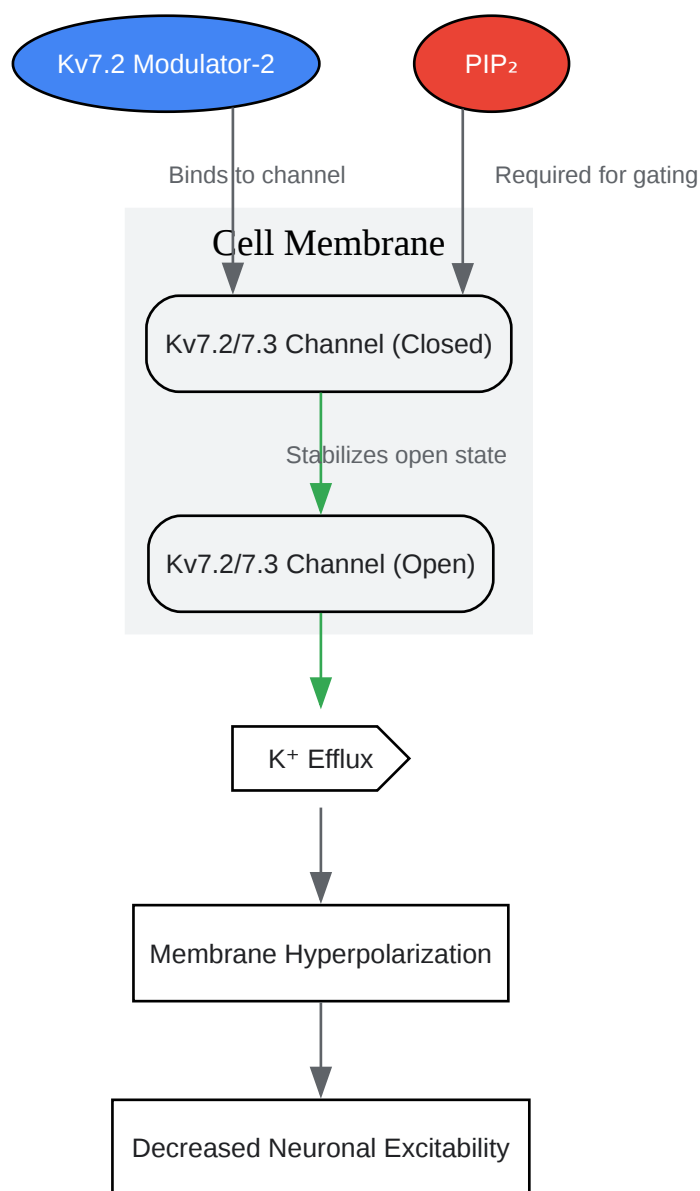 Kv7.2 Modulator-2
PIP₂
Binds to channel
Required for gating
Cell Membrane
Kv7.2/7.3 Channel (Closed)
Stabilizes open state
Kv7.2/7.3 Channel (Open)
K⁺ Efflux
Membrane Hyperpolarization
Decreased Neuronal Excitability